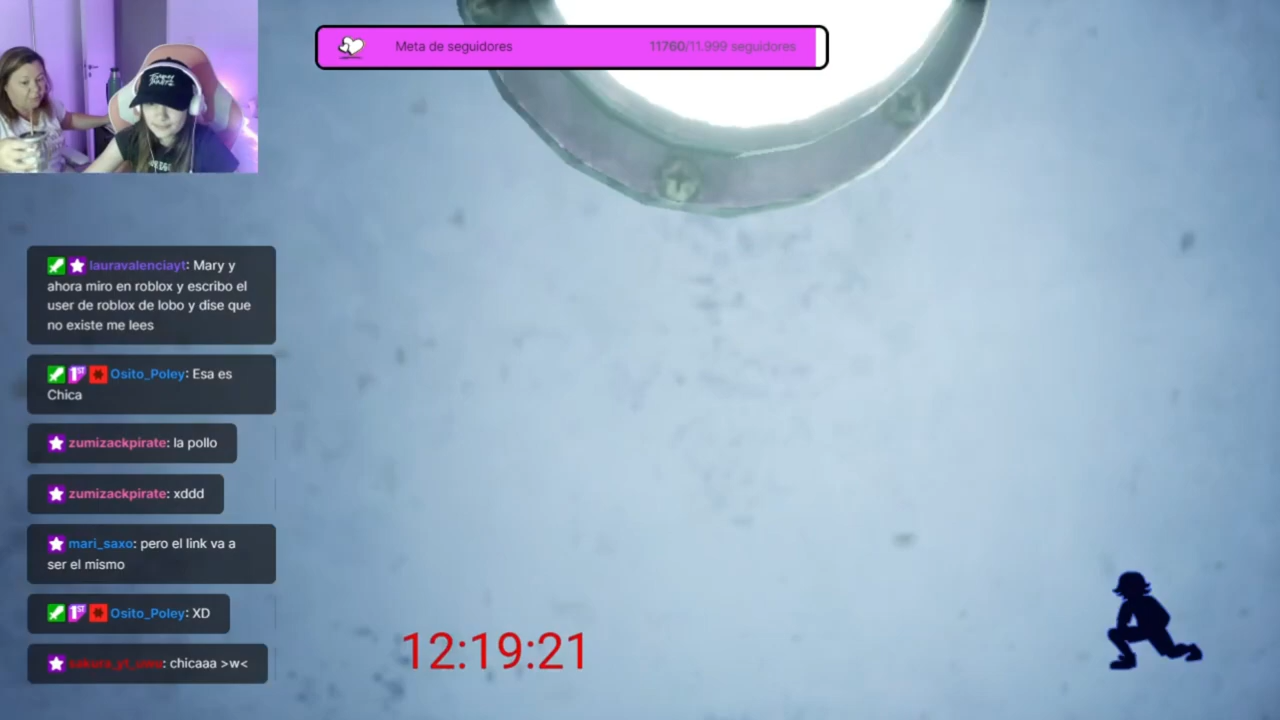 Meta de seguidores 11760/11.999 seguidores
lauravalenciayt: Mary y
ahora miro en roblox y escribo el
user de roblox de lobo y dise que
no existe me lees
Osito_Poley: Esa es
Chica
zumizackpirate: la pollo
zumizackpirate: xddd
mari_saxo: pero el link va a
ser el mismo
Osito_Poley: XD
sakura_yt_uwu: chicaaa >w<
12:19:21